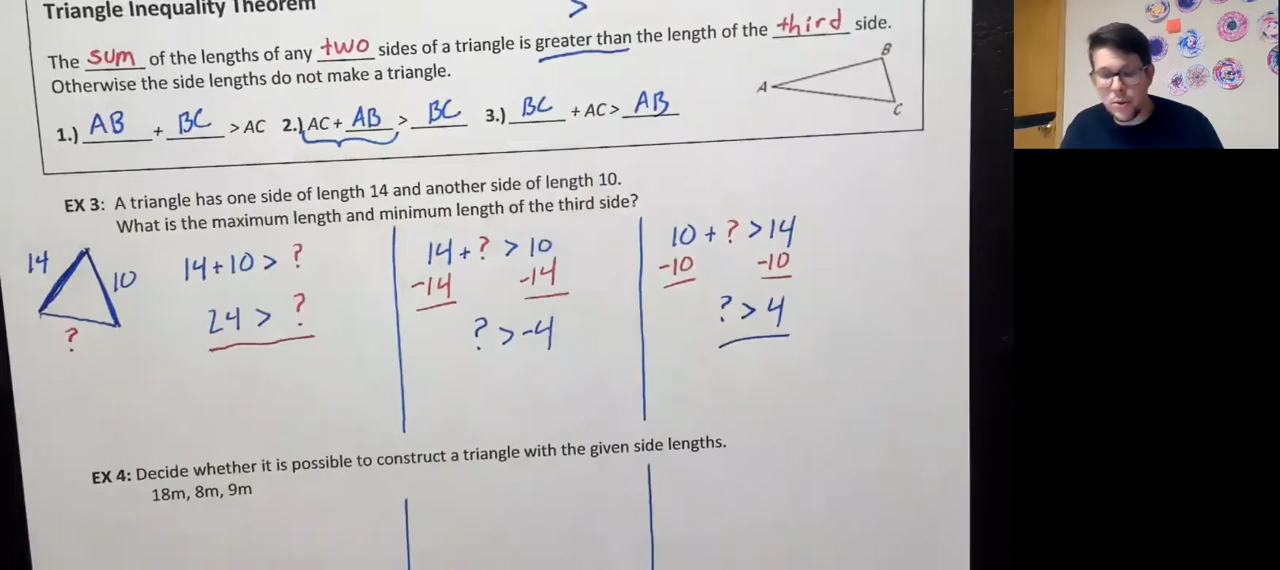 Triangle Inequality Theorem
>
The sum of the lengths of any two sides of a triangle is greater than the length of the third side.
Otherwise the side lengths do not make a triangle.
1.) AB + BC > AC 2.) AC + AB > BC 3.) BC + AC > AB
A B C
EX 3: A triangle has one side of length 14 and another side of length 10.
What is the maximum length and minimum length of the third side?
14 10 ?
14+10 > ?
24 > ?
14+? > 10
-14 -14
? > -4
10 + ? > 14
-10 -10
? > 4
EX 4: Decide whether it is possible to construct a triangle with the given side lengths.
18m, 8m, 9m